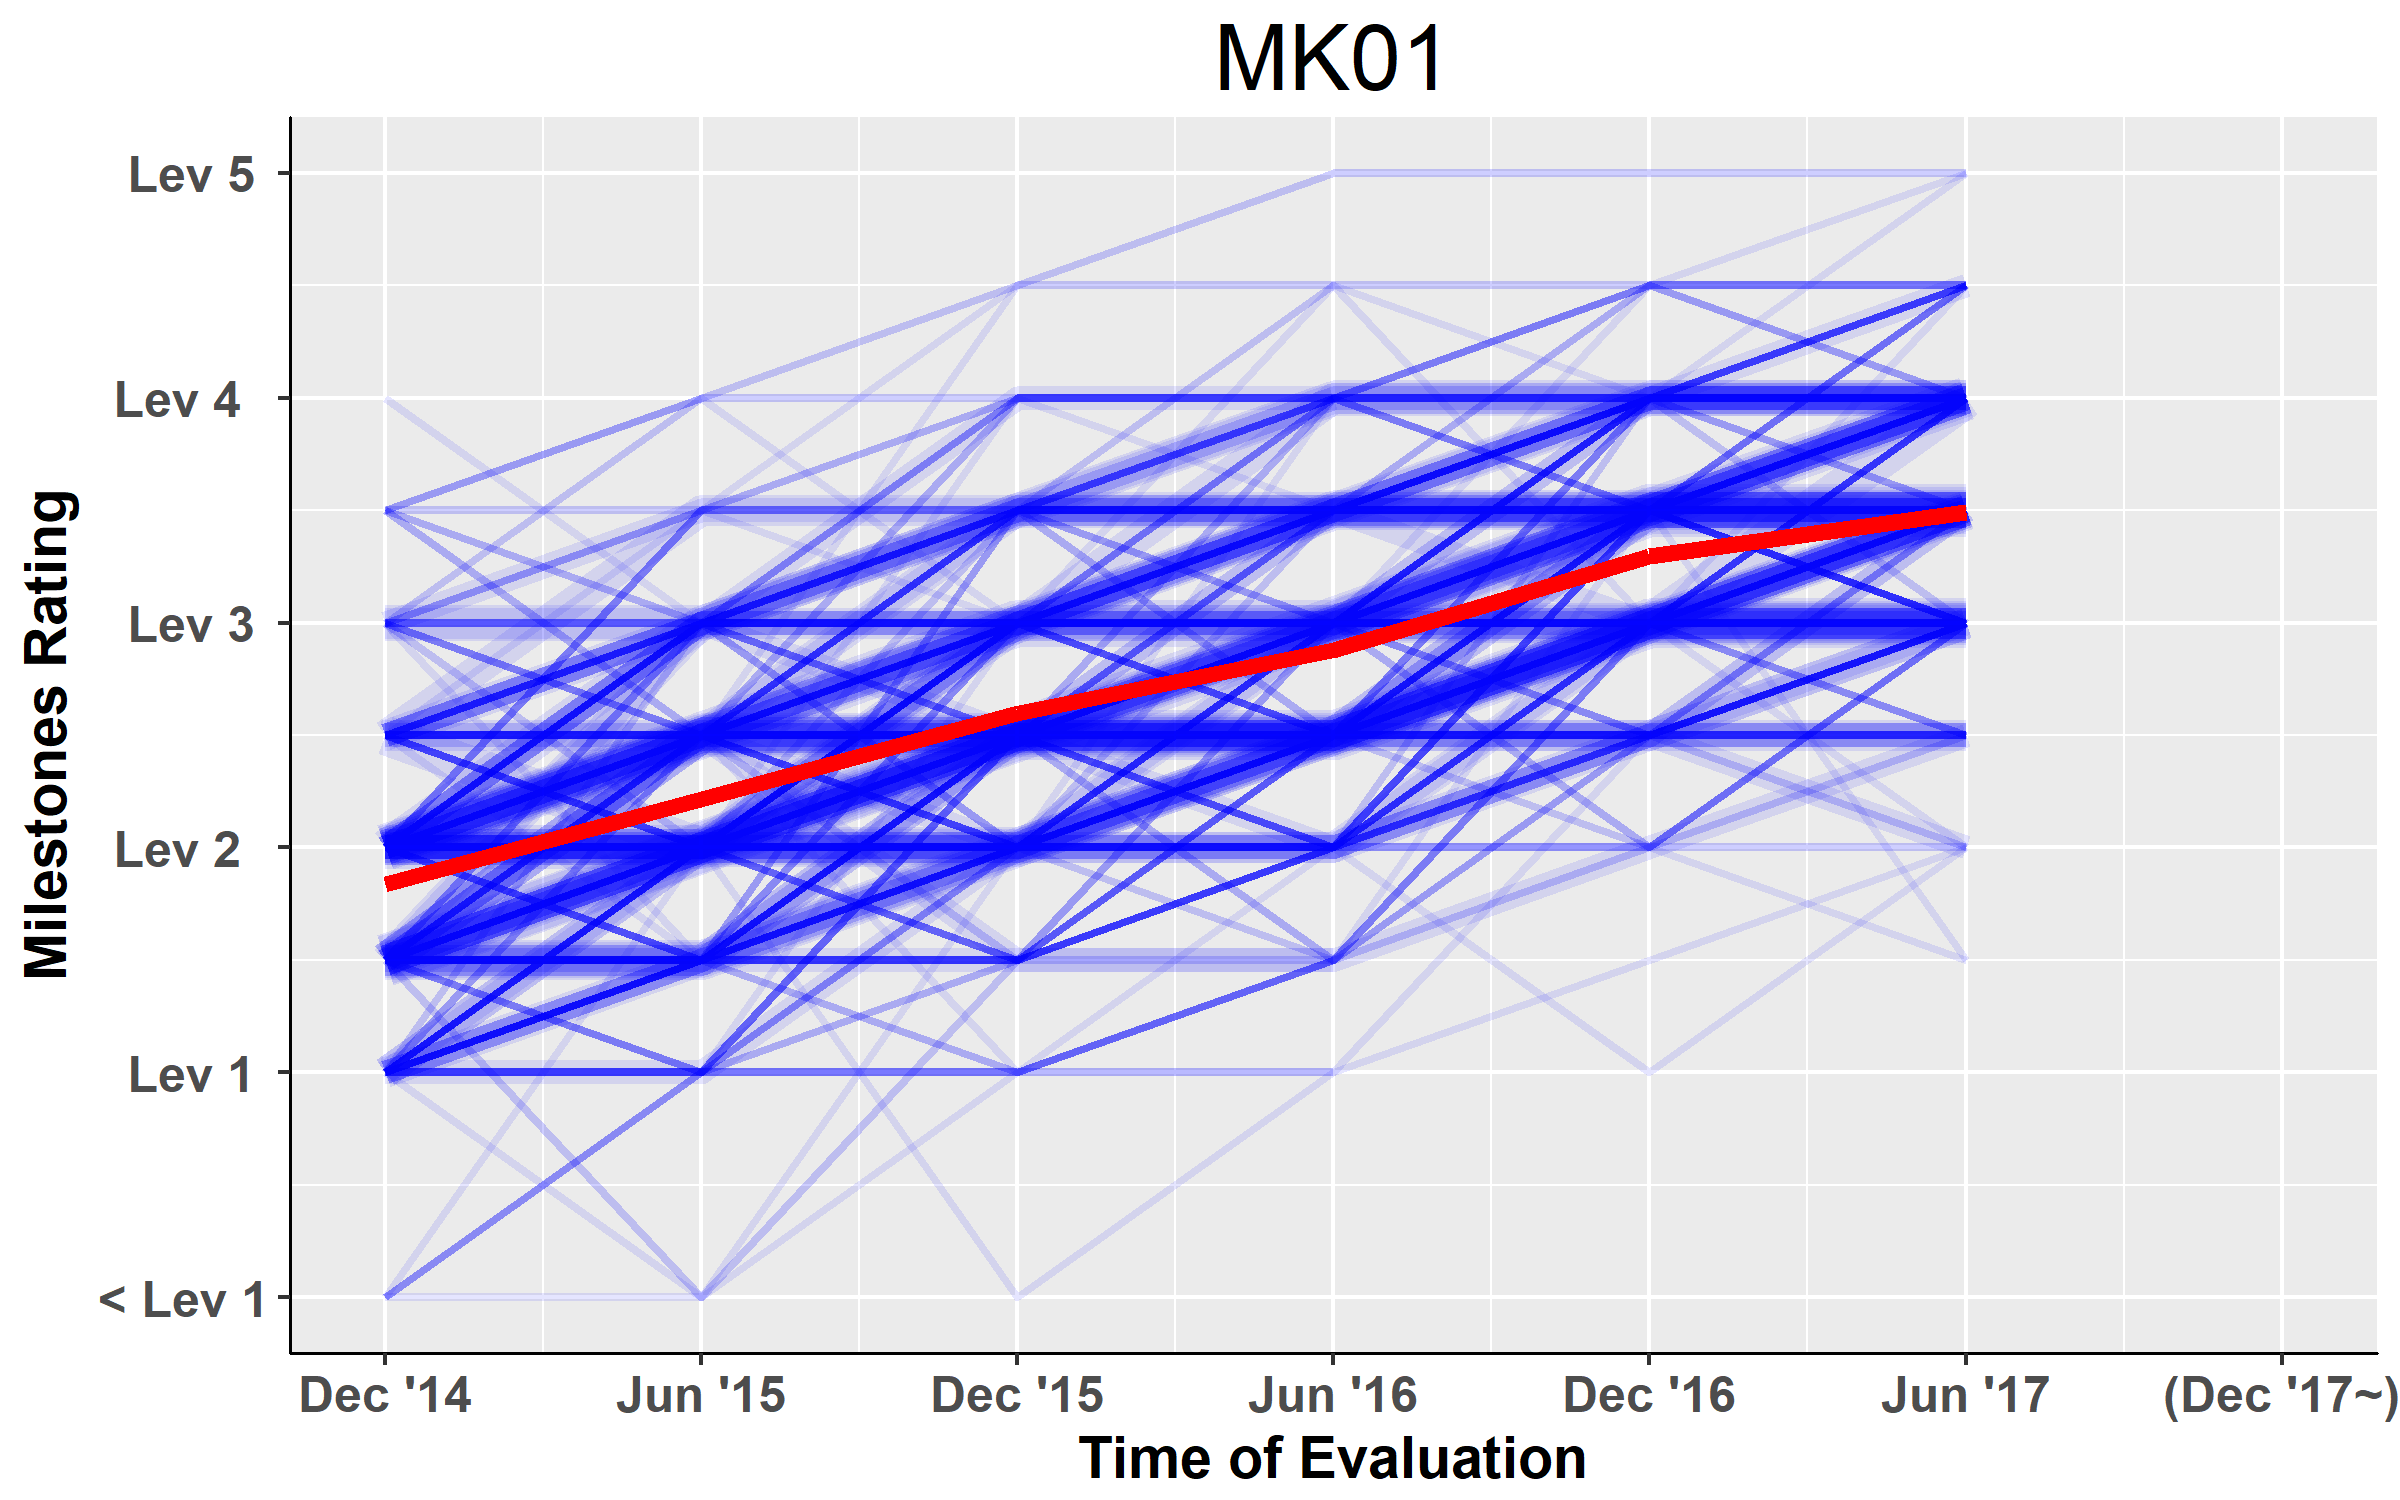 MK01
Milestones Rating
Lev 5
Lev 4
Lev 3
Lev 2
Lev 1
< Lev 1
Dec '14 Jun '15 Dec '15 Jun '16 Dec '16 Jun '17 (Dec '17~)
Time of Evaluation